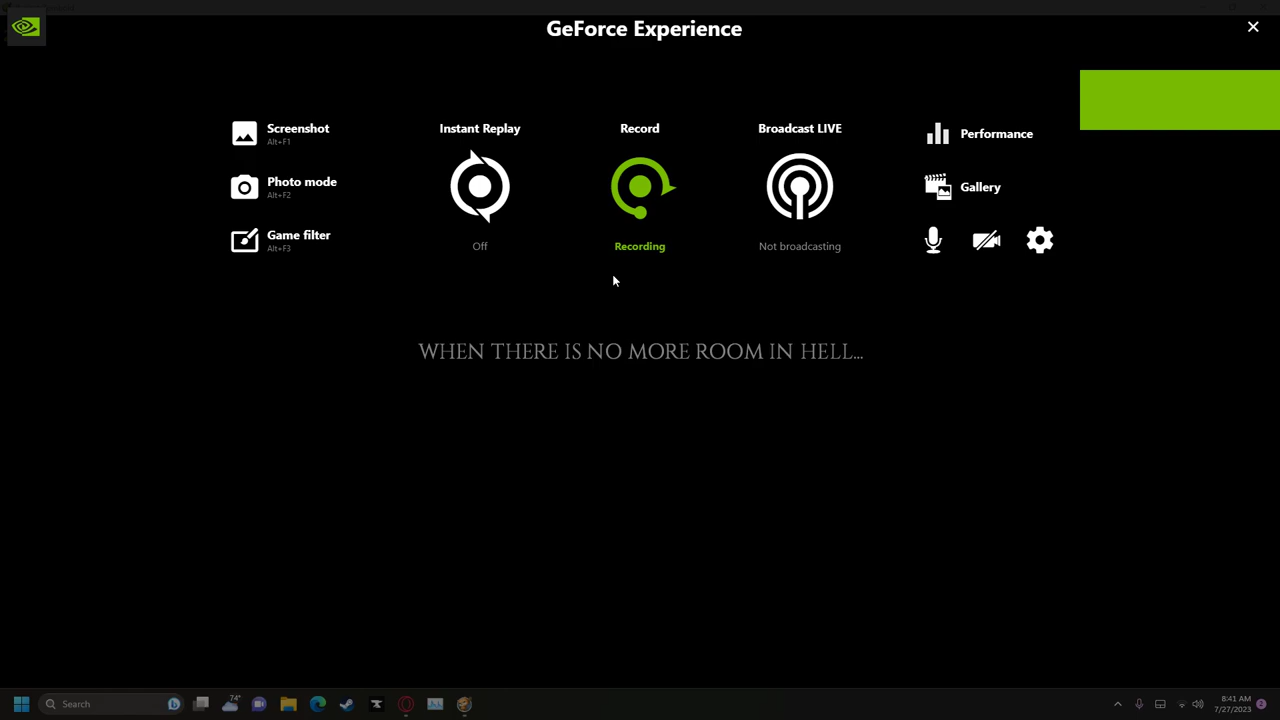 GeForce Experience
Screenshot
Alt+F1
Photo mode
Alt+F2
Game filter
Alt+F3
Instant Replay
Off
Record
Recording
Broadcast LIVE
Not broadcasting
Performance
Gallery
WHEN THERE IS NO MORE ROOM IN HELL...
Search
74°
8:41 AM
7/27/2023
2